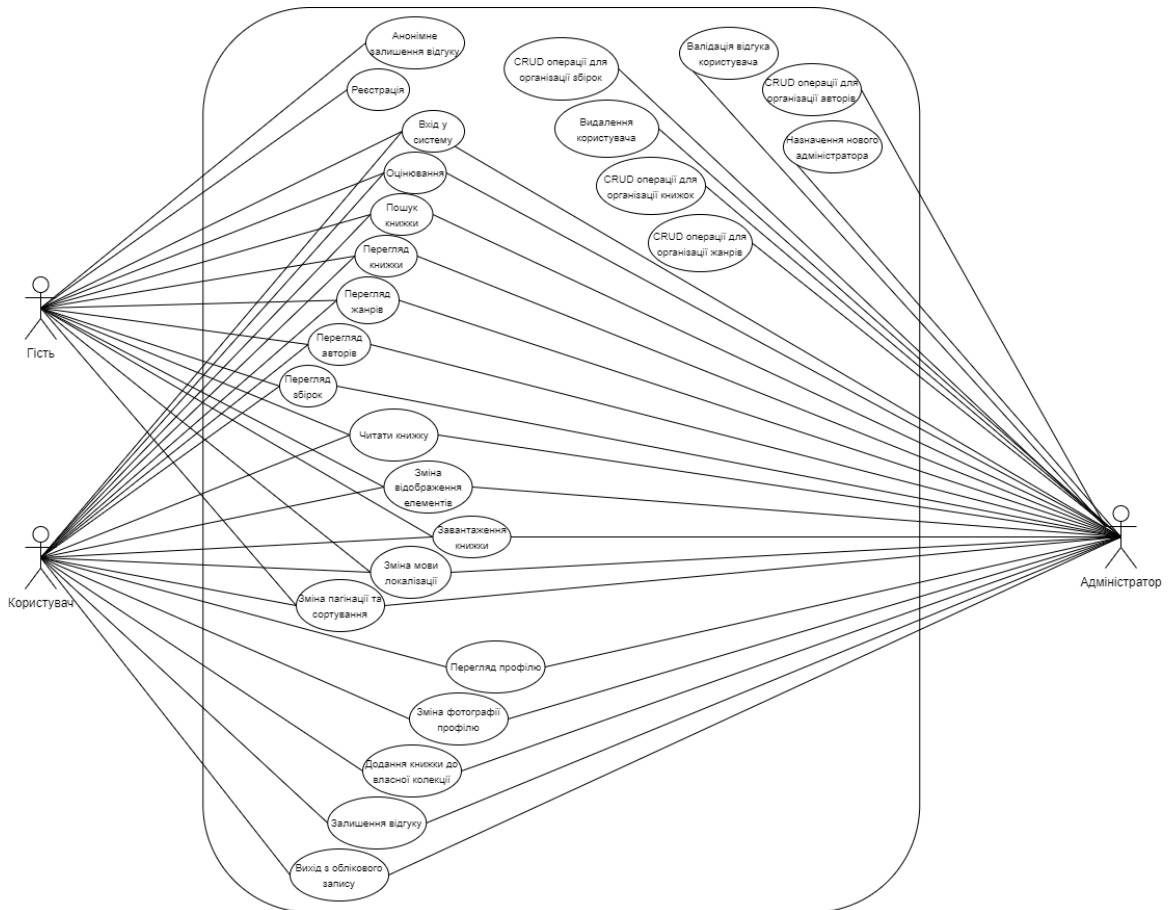 Анонімне
залишення відгуку
Реєстрація
Вхід у
систему
Оцінювання
Пошук
книжки
Перегляд
книжки
Перегляд
жанрів
Перегляд
авторів
Перегляд
збірок
Читати книжку
Зміна
відображення
елементів
Завантаження
книжки
Зміна мови
локалізації
Зміна пагінації та
сортування
Перегляд профілю
Зміна фотографії
профілю
Додання книжки до
власної колекції
Залишення відгуку
Вихід з облікового
запису
CRUD операції для
організації збірок
Видалення
користувача
CRUD операції для
організації книжок
CRUD операції для
організації жанрів
Валідація відгука
користувача
CRUD операції для
організації авторів
Назначення нового
адміністратора
Гість
Користувач
Адміністратор